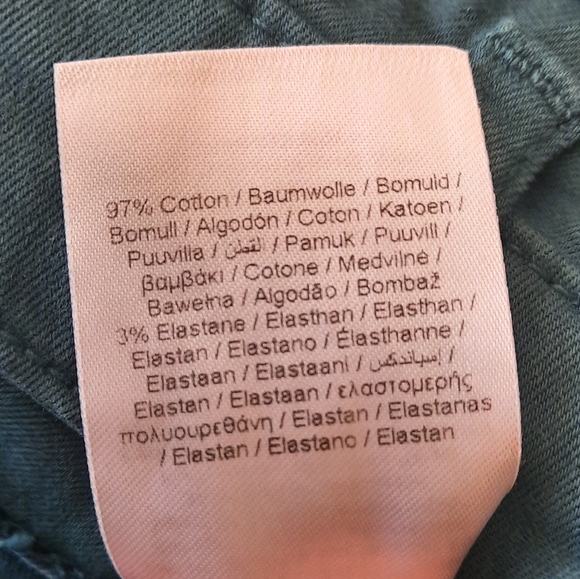 97% Cotton / Baumwolle / Bomuld /
Bomull / Algodón / Coton / Katoen /
Puuvilla / القطن / Pamuk / Puuvill /
βαμβάκι / Cotone / Medvilnė /
Bawełna / Algodão / Bombaž
3% Elastane / Elasthan / Elasthan /
Elastan / Elastano / Élasthanne /
Elastaan / Elastaani / إسباندكس /
Elastan / Elastaan / ελαστομερής
πολυουρεθάνη / Elastan / Elastanas
/ Elastan / Elastano / Elastan